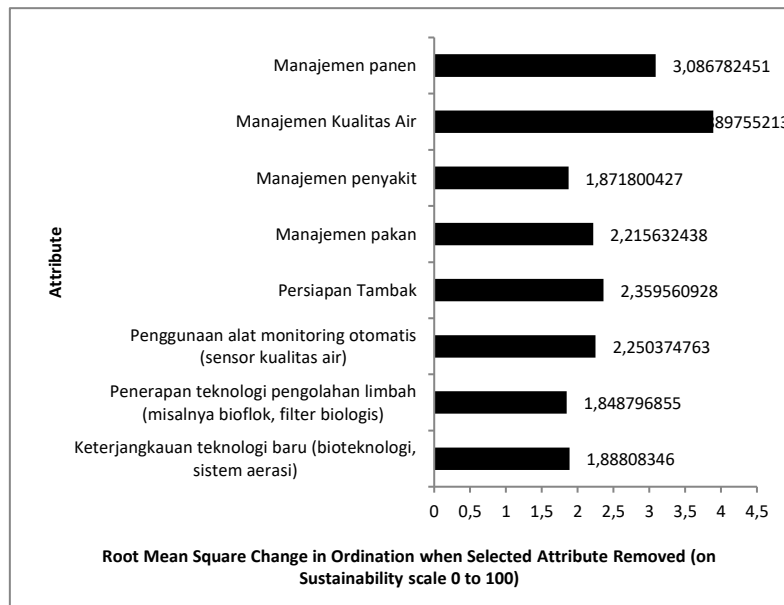 Manajemen panen
3,086782451
Manajemen Kualitas Air
89755213
Manajemen penyakit
1,871800427
Manajemen pakan
2,215632438
Attribute
Persiapan Tambak
2,359560928
Penggunaan alat monitoring otomatis
(sensor kualitas air)
2,250374763
Penerapan teknologi pengolahan limbah
(misalnya bioflok, filter biologis)
1,848796855
Keterjangkauan teknologi baru (bioteknologi,
sistem aerasi)
1,88808346
0 0,5 1 1,5 2 2,5 3 3,5 4 4,5
Root Mean Square Change in Ordination when Selected Attribute Removed (on
Sustainability scale 0 to 100)